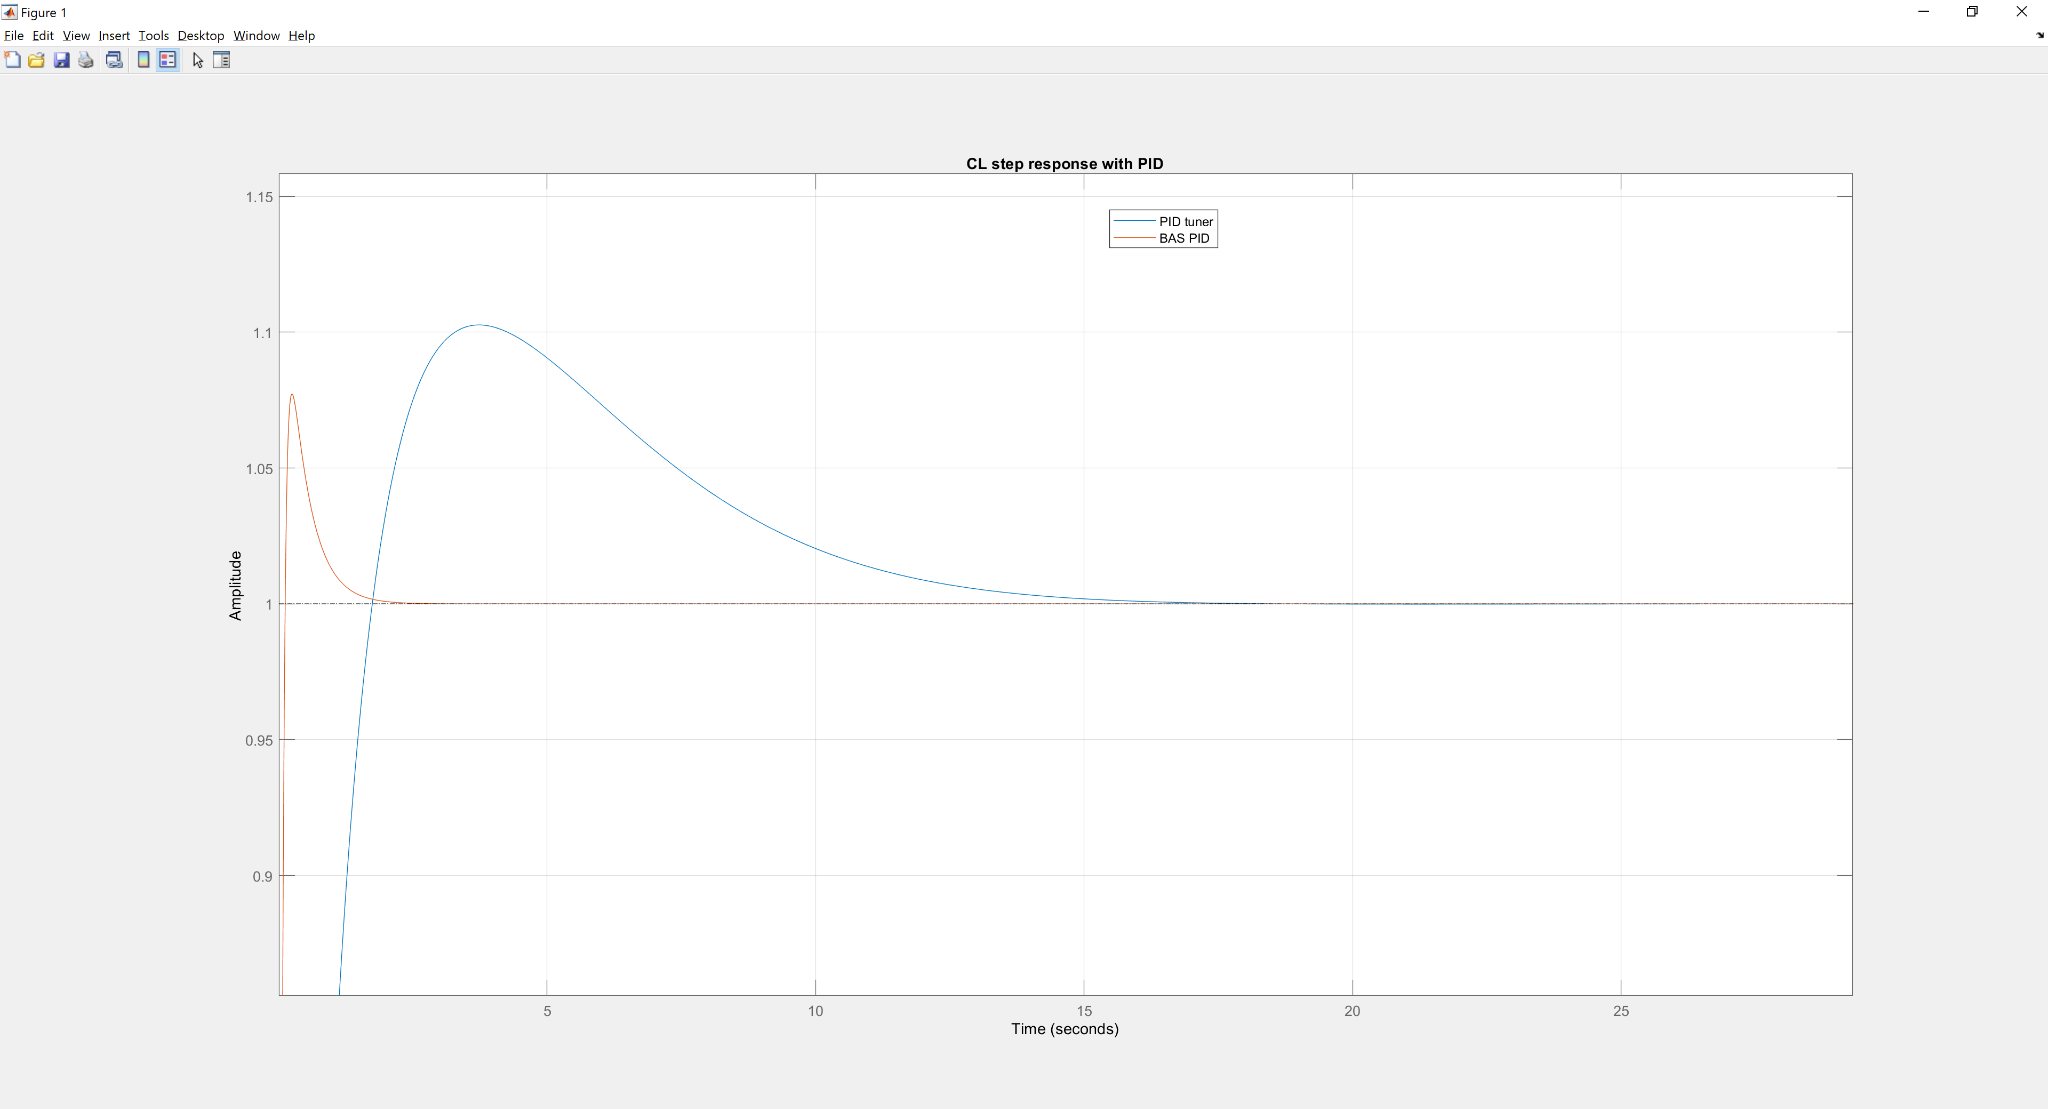 Figure 1
File Edit View Insert Tools Desktop Window Help
CL step response with PID
PID tuner
BAS PID
1.15
1.1
1.05
1
0.95
0.9
Amplitude
5 10 15 20 25
Time (seconds)